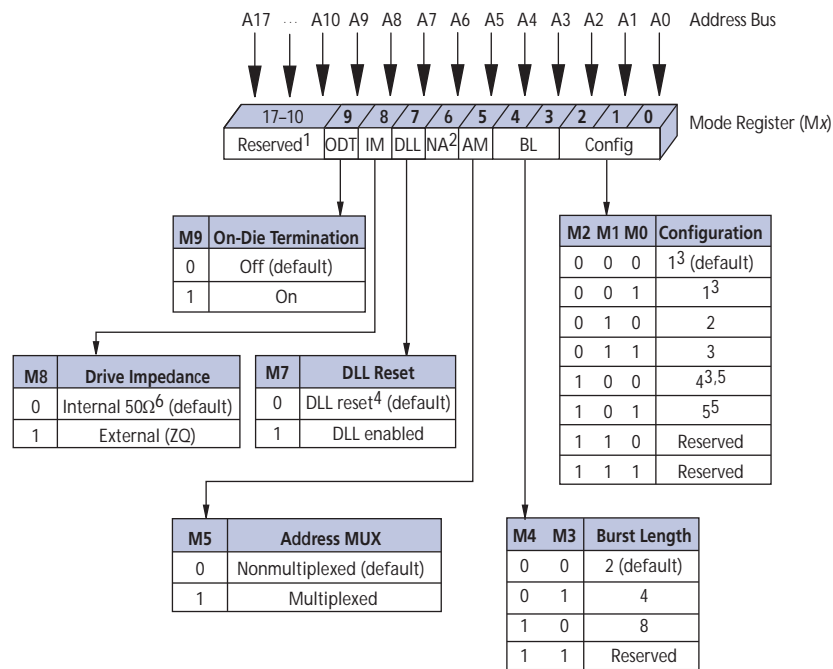 A17 ... A10 A9 A8 A7 A6 A5 A4 A3 A2 A1 A0 Address Bus
17–10 9 8 7 6 5 4 3 2 1 0 Mode Register (Mx)
Reserved1 ODT IM DLL NA2 AM BL Config
M9 On-Die Termination
0 Off (default)
1 On
M2 M1 M0 Configuration
0 0 0 13 (default)
0 0 1 13
0 1 0 2
0 1 1 3
1 0 0 43,5
1 0 1 55
1 1 0 Reserved
1 1 1 Reserved
M8 Drive Impedance
0 Internal 50Ω6 (default)
1 External (ZQ)
M7 DLL Reset
0 DLL reset4 (default)
1 DLL enabled
M5 Address MUX
0 Nonmultiplexed (default)
1 Multiplexed
M4 M3 Burst Length
0 0 2 (default)
0 1 4
1 0 8
1 1 Reserved